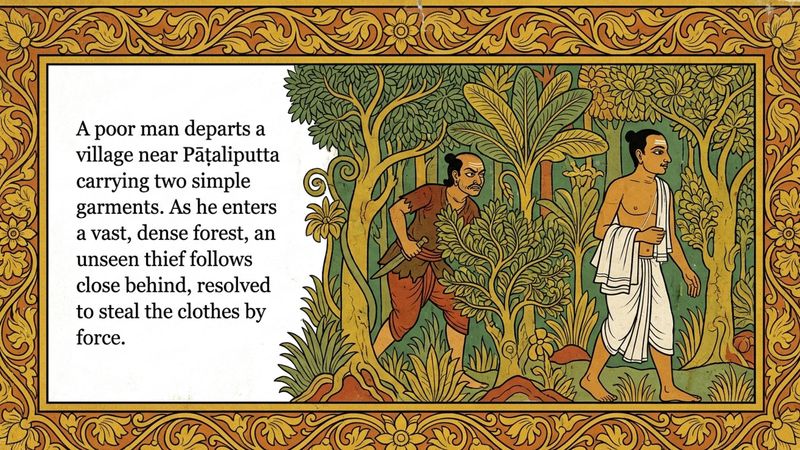 A poor man departs a
village near Pāṭaliputta
carrying two simple
garments. As he enters
a vast, dense forest, an
unseen thief follows
close behind, resolved
to steal the clothes by
force.